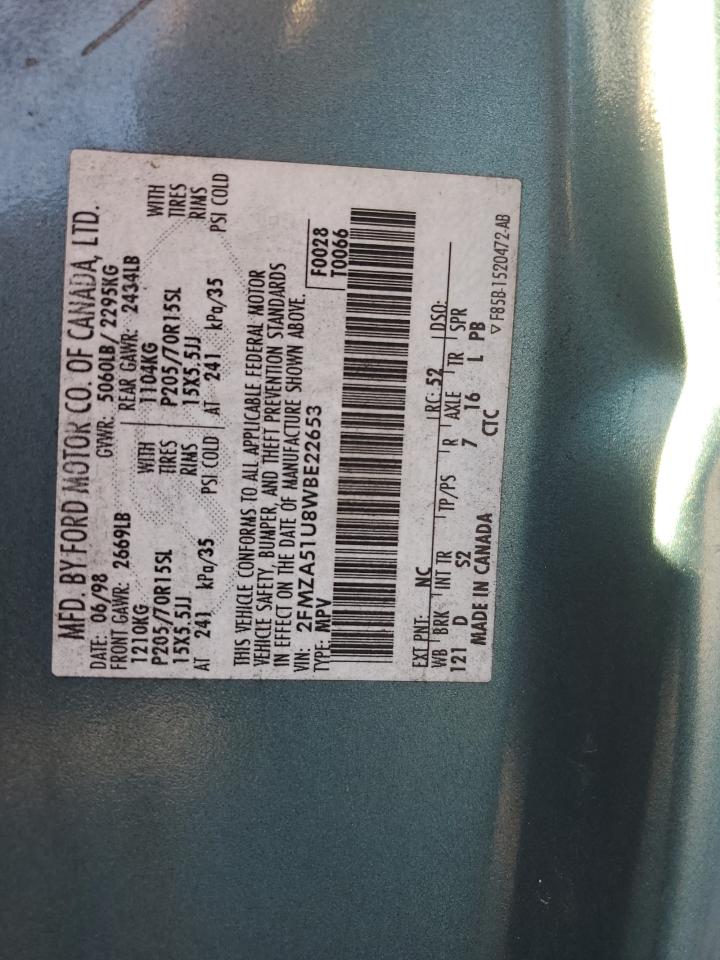 MFD. BY FORD MOTOR CO. OF CANADA, LTD.
DATE: 06/98 GVWR: 5060LB/2295KG
FRONT GAWR: 2669LB REAR GAWR: 2434LB
1210KG WITH 1104KG WITH
P205/70R15SL TIRES P205/70R15SL TIRES
15X5.5JJ RIMS 15X5.5JJ RIMS
AT 241 kPa/35 PSI COLD AT 241 kPa/35 PSI COLD
THIS VEHICLE CONFORMS TO ALL APPLICABLE FEDERAL MOTOR
VEHICLE SAFETY, BUMPER, AND THEFT PREVENTION STANDARDS
IN EFFECT ON THE DATE OF MANUFACTURE SHOWN ABOVE.
VIN: 2FMZA51U8WBE22653 F0028
TYPE: MPV T0066
EXT PNT: NC RC: 52 DSO:
WB BRK INT TR TP/PS R AXLE TR SPR
121 D S2 7 16 L PB
MADE IN CANADA CTC
▽ F85B-1520472-AB